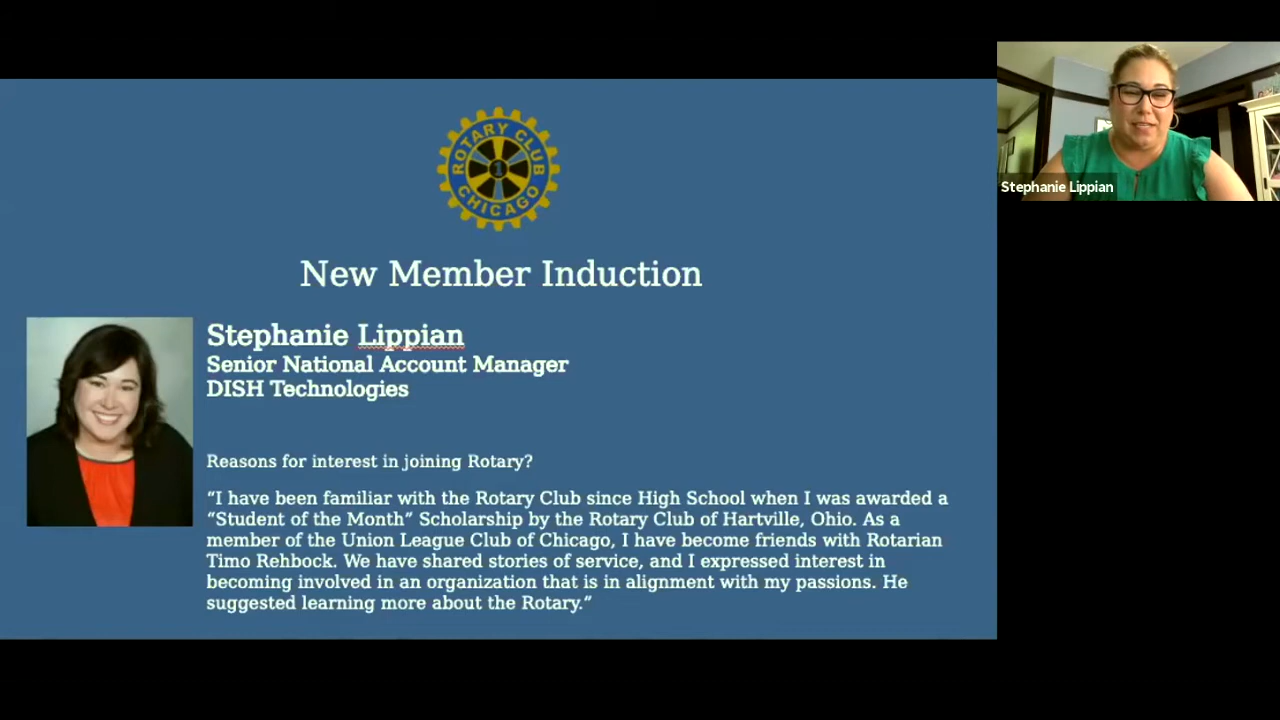 ROTARY CLUB
1
CHICAGO
New Member Induction
Stephanie Lippian
Senior National Account Manager
DISH Technologies
Reasons for interest in joining Rotary?
“I have been familiar with the Rotary Club since High School when I was awarded a
“Student of the Month” Scholarship by the Rotary Club of Hartville, Ohio. As a
member of the Union League Club of Chicago, I have become friends with Rotarian
Timo Rehbock. We have shared stories of service, and I expressed interest in
becoming involved in an organization that is in alignment with my passions. He
suggested learning more about the Rotary.”
Stephanie Lippian